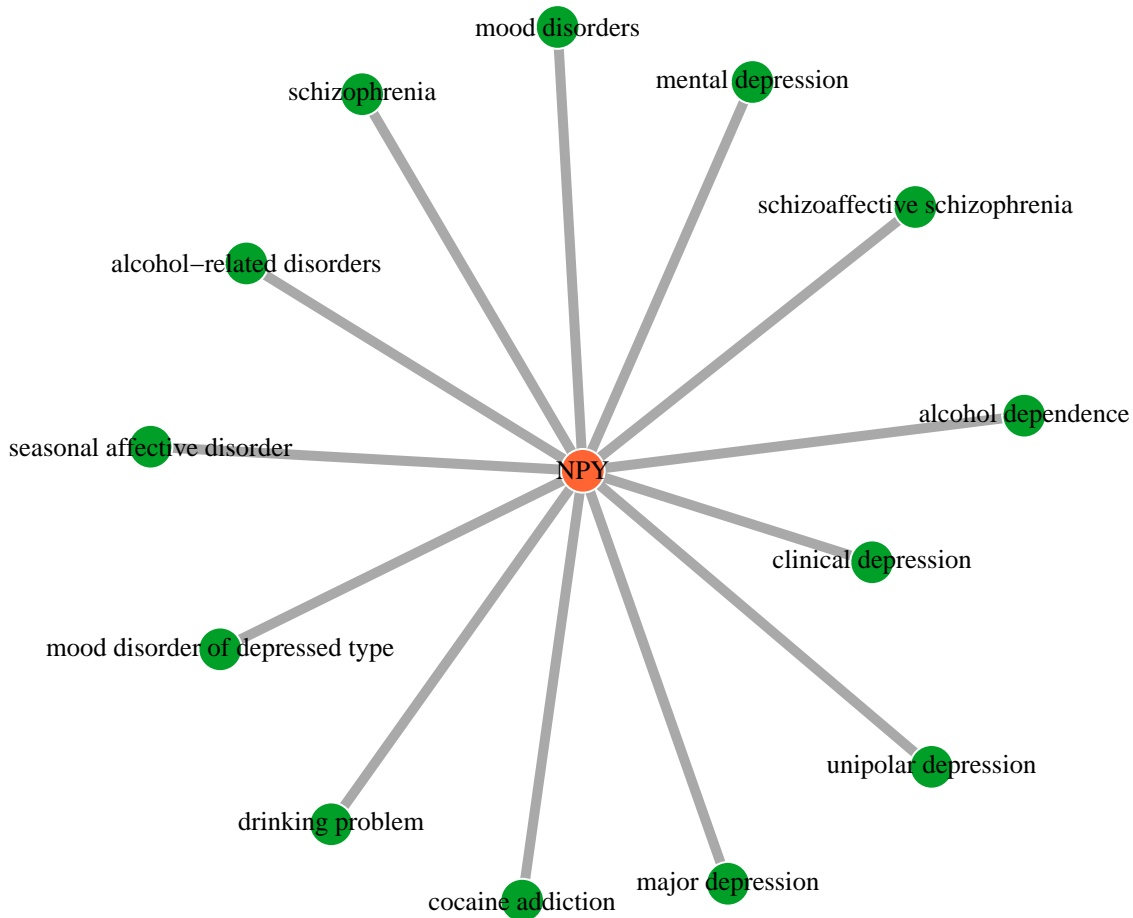 mood disorders
mental depression
schizophrenia
schizoaffective schizophrenia
alcohol−related disorders
alcohol dependence
seasonal affective disorder
NPY
clinical depression
mood disorder of depressed type
unipolar depression
drinking problem
major depression
cocaine addiction